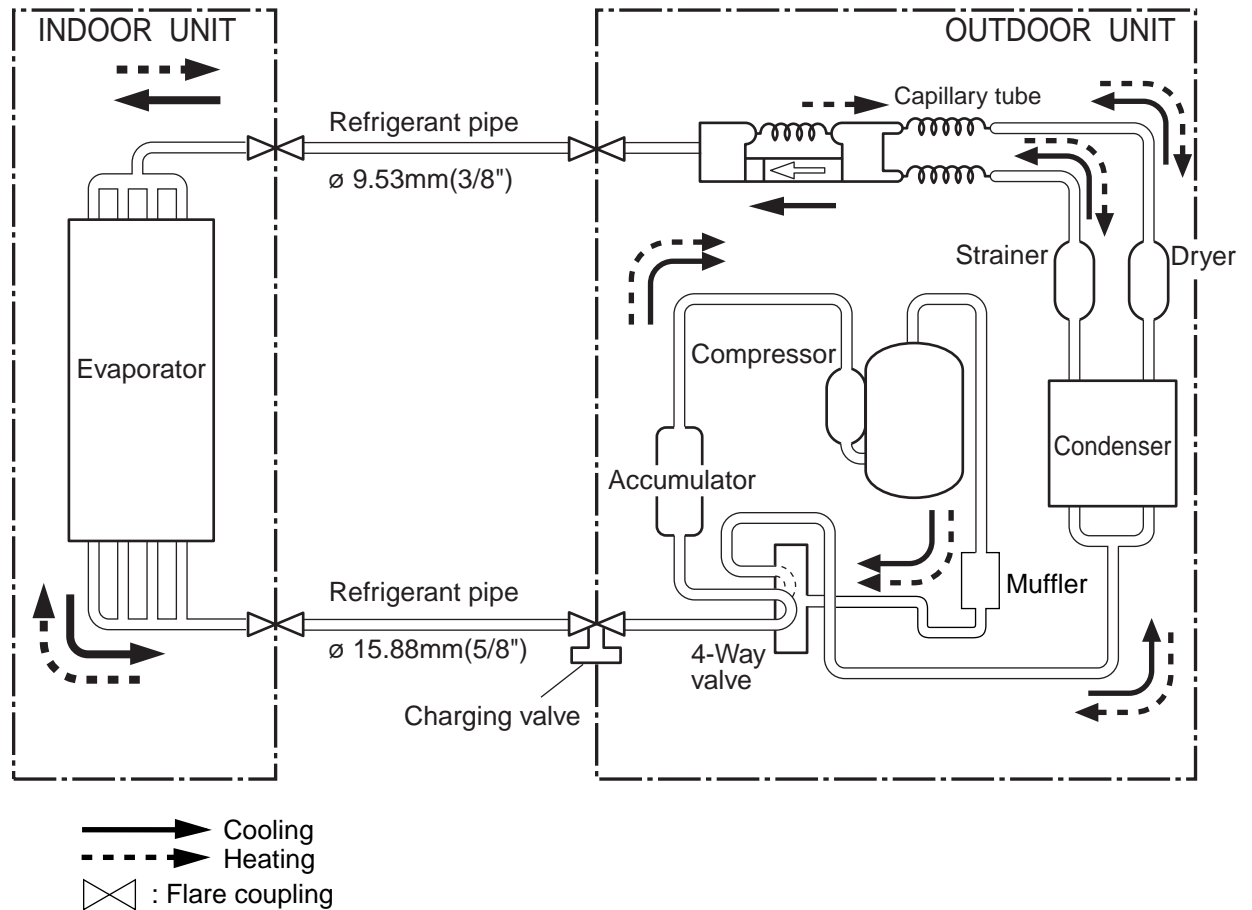 INDOOR UNIT
OUTDOOR UNIT
Capillary tube
Refrigerant pipe
ø 9.53mm(3/8")
Strainer
Dryer
Compressor
Evaporator
Condenser
Accumulator
Refrigerant pipe
ø 15.88mm(5/8")
Muffler
4-Way
valve
Charging valve
Cooling
Heating
: Flare coupling